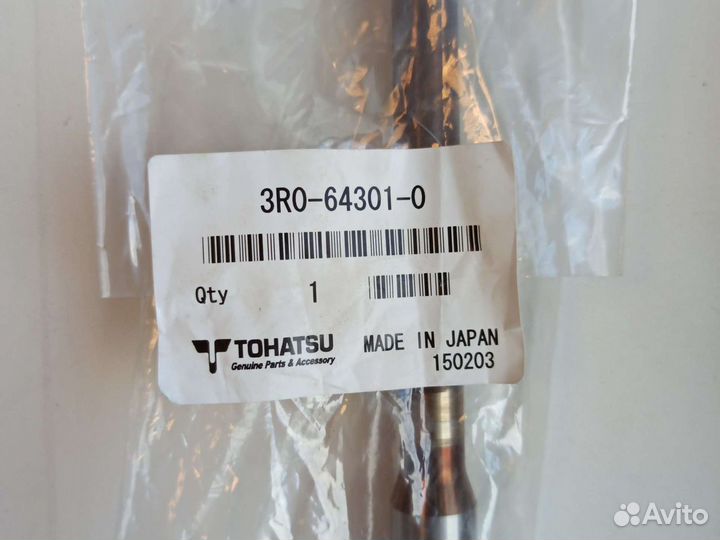 3R0-64301-0
Qty 1
TOHATSU
Genuine Parts & Accessory
MADE IN JAPAN
150203
Avito